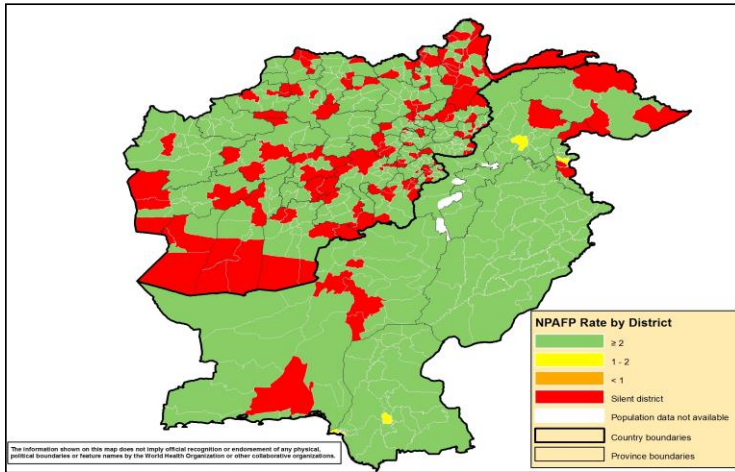 NPAFP Rate by District
≥ 2
1 - 2
< 1
Silent district
Population data not available
Country boundaries
Province boundaries
The information shown on this map does not imply official recognition or endorsement of any physical,
political boundaries or feature names by the World Health Organization or other collaborative organizations.